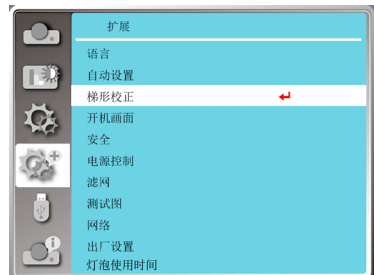 扩展
语言
自动设置
梯形校正
开机画面
安全
电源控制
滤网
测试图
网络
出厂设置
灯泡使用时间